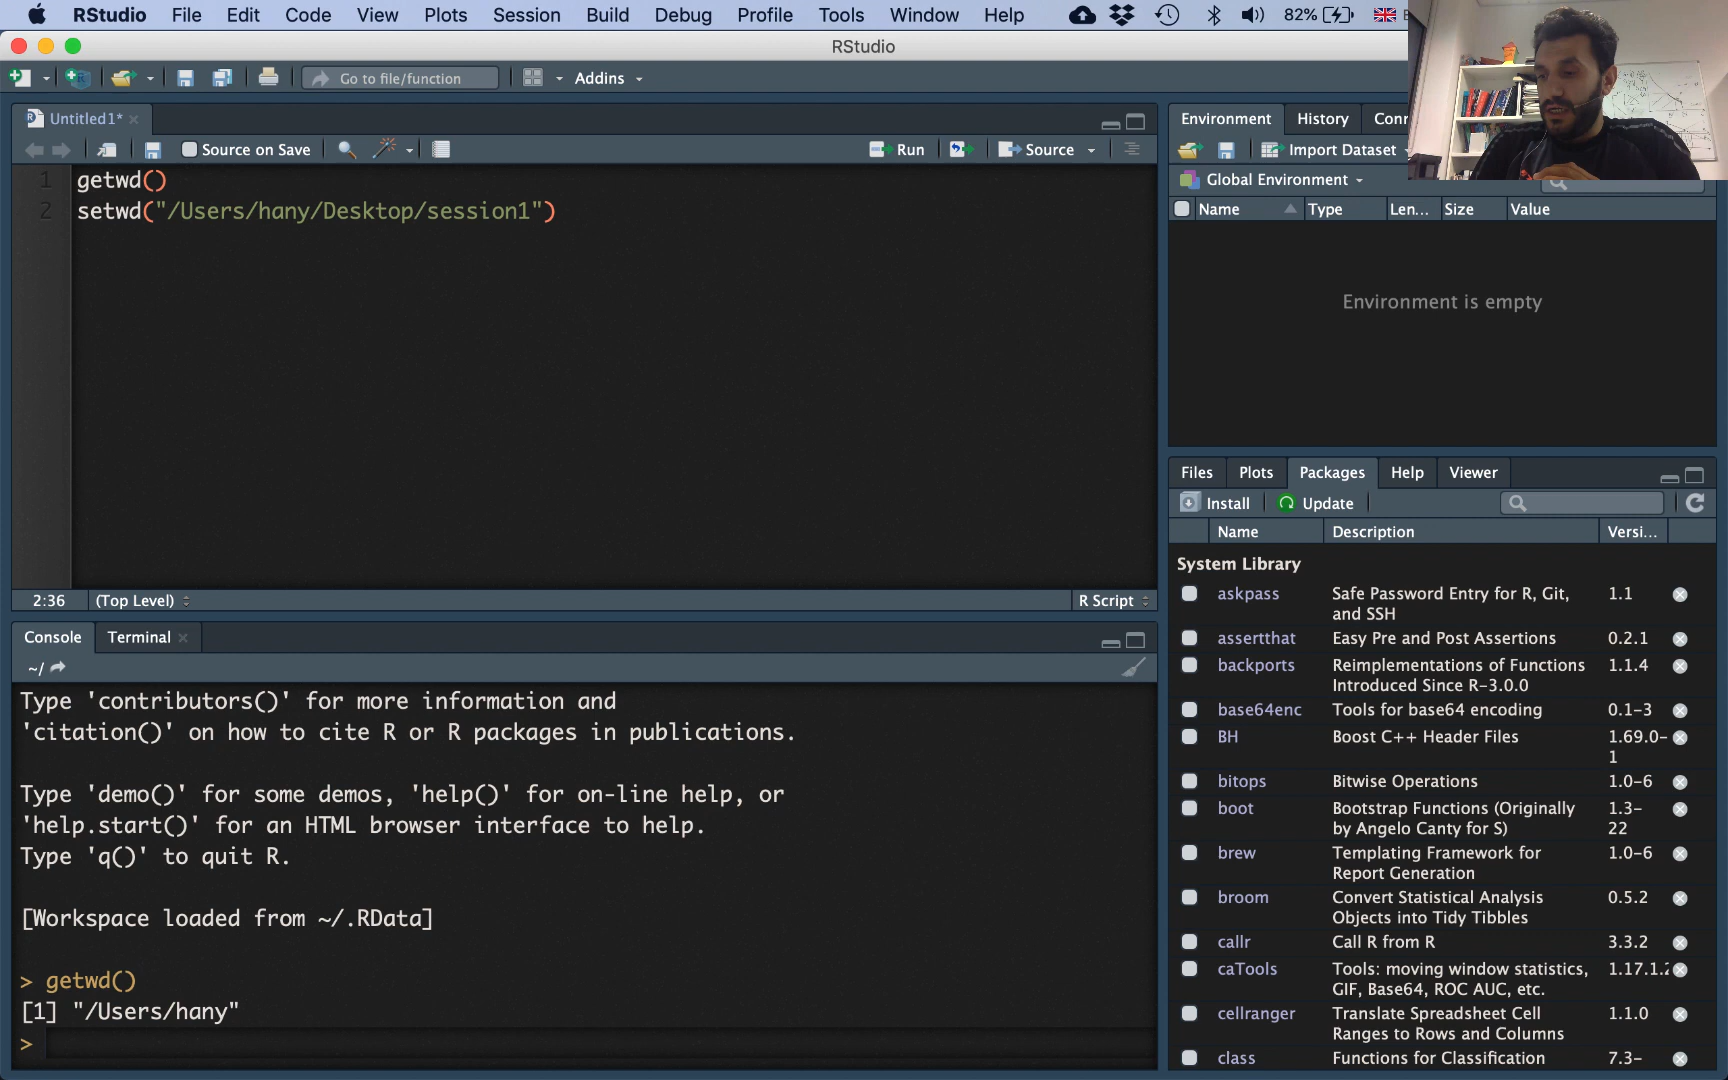 RStudio File Edit Code View Plots Session Build Debug Profile Tools Window Help 82%
RStudio
Go to file/function Addins
Untitled1*
Source on Save Run Source
1 getwd()
2 setwd("/Users/hany/Desktop/session1")
2:36 (Top Level) R Script
Console Terminal
~/
Type 'contributors()' for more information and
'citation()' on how to cite R or R packages in publications.
Type 'demo()' for some demos, 'help()' for on-line help, or
'help.start()' for an HTML browser interface to help.
Type 'q()' to quit R.
[Workspace loaded from ~/.RData]
> getwd()
[1] "/Users/hany"
>
Environment History Conn
Import Dataset
Global Environment
Name Type Len... Size Value
Environment is empty
Files Plots Packages Help Viewer
Install Update
Name Description Versi...
System Library
askpass Safe Password Entry for R, Git, 1.1
and SSH
assertthat Easy Pre and Post Assertions 0.2.1
backports Reimplementations of Functions 1.1.4
Introduced Since R-3.0.0
base64enc Tools for base64 encoding 0.1-3
BH Boost C++ Header Files 1.69.0-
1
bitops Bitwise Operations 1.0-6
boot Bootstrap Functions (Originally 1.3-
by Angelo Canty for S) 22
brew Templating Framework for 1.0-6
Report Generation
broom Convert Statistical Analysis 0.5.2
Objects into Tidy Tibbles
callr Call R from R 3.3.2
caTools Tools: moving window statistics, 1.17.1.2
GIF, Base64, ROC AUC, etc.
cellranger Translate Spreadsheet Cell 1.1.0
Ranges to Rows and Columns
class Functions for Classification 7.3-